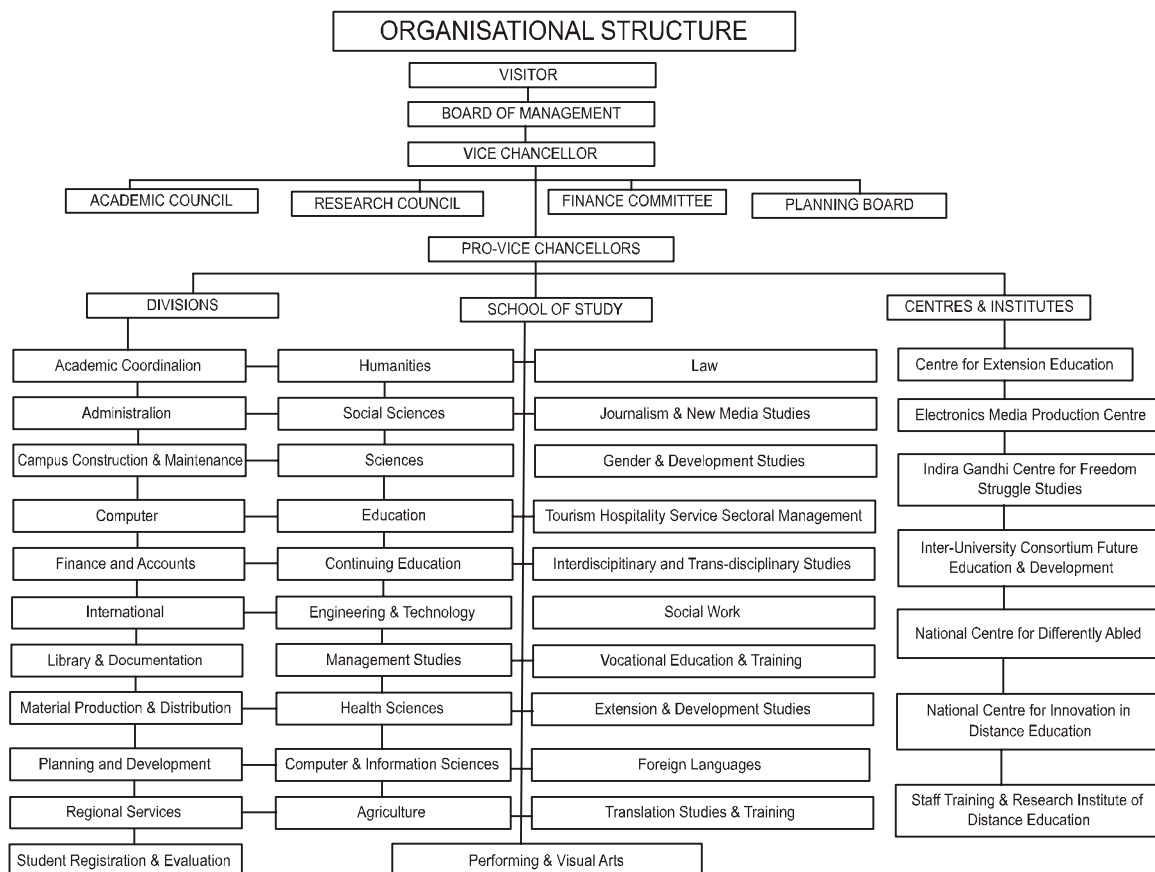 ORGANISATIONAL STRUCTURE
VISITOR
BOARD OF MANAGEMENT
VICE CHANCELLOR
ACADEMIC COUNCIL
RESEARCH COUNCIL
FINANCE COMMITTEE
PLANNING BOARD
PRO-VICE CHANCELLORS
DIVISIONS
SCHOOL OF STUDY
CENTRES & INSTITUTES
Academic Coordinalion
Humanities
Law
Centre for Extension Education
Administralion
Social Sciences
Journalism & New Media Studies
Electronics Media Production Centre
Campus Construction & Maintenance
Sciences
Gender & Development Studies
Indira Gandhi Centre for Freedom
Struggle Studies
Computer
Education
Tourism Hospitality Service Sectoral Management
Inter-University Consortium Future
Education & Development
Finance and Accounts
Continuing Education
Interdiscipitinary and Trans-disciplinary Studies
International
Engineering & Technology
Social Work
National Centre for Differently Abled
Library & Documentation
Management Studies
Vocational Education & Training
Material Production & Distribution
Health Sciences
Extension & Development Studies
National Centre for Innovation in
Distance Education
Planning and Development
Computer & Information Sciences
Foreign Languages
Regional Services
Agriculture
Translation Studies & Training
Staff Training & Research Institute of
Distance Education
Student Registration & Evaluation
Performing & Visual Arts